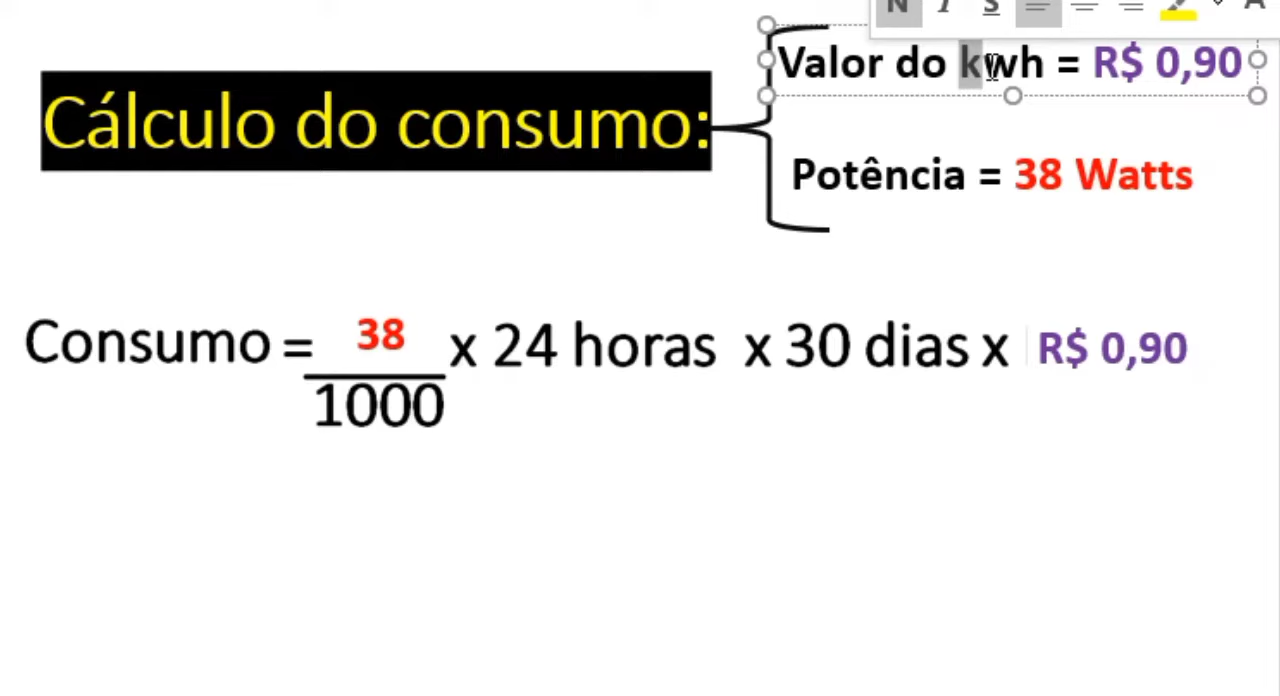 N I S A
Valor do kwh = R$ 0,90
Cálculo do consumo:
Potência = 38 Watts
Consumo = 38 x 24 horas x 30 dias x R$ 0,90
1000